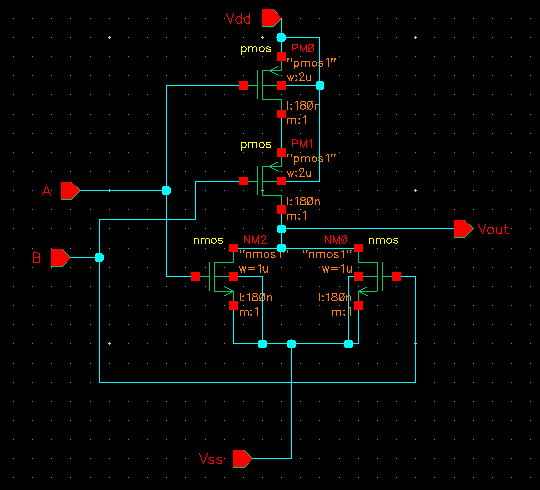 Vdd
pmos PM0
"pmos1"
w:2u
l:180n
m:1
pmos PM1
"pmos1"
w:2u
l:180n
m:1
A
Vout
B
nmos NM2
"nmos1"
w=1u
l:180n
m:1
NM0 nmos
"nmos1"
w=1u
l:180n
m:1
Vss